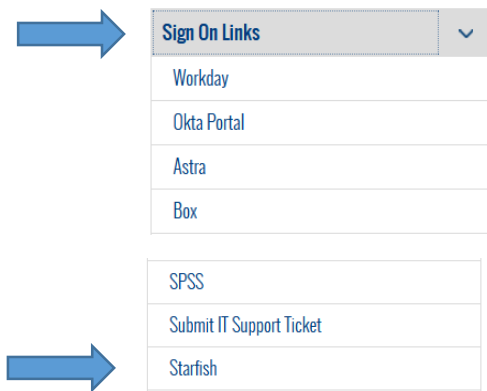 Sign On Links
Workday
Okta Portal
Astra
Box
SPSS
Submit IT Support Ticket
Starfish